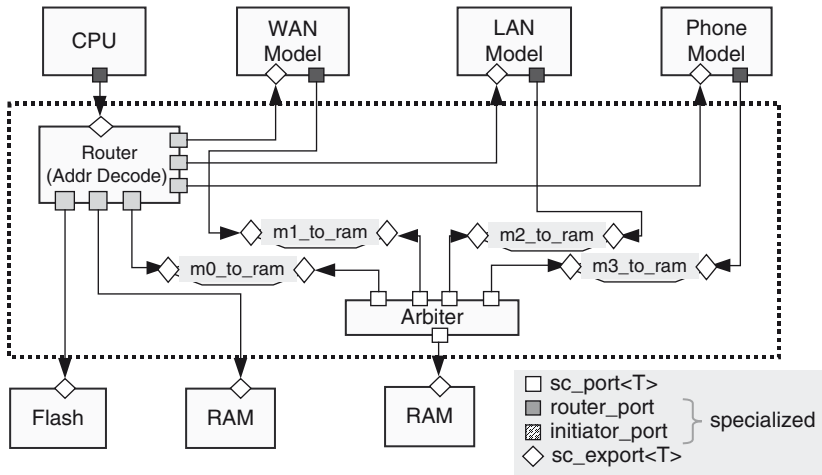 CPU
WAN
Model
LAN
Model
Phone
Model
Router
(Addr Decode)
m1_to_ram
m2_to_ram
m0_to_ram
m3_to_ram
Arbiter
Flash
RAM
RAM
sc_port<T>
router_port
initiator_port
specialized
sc_export<T>